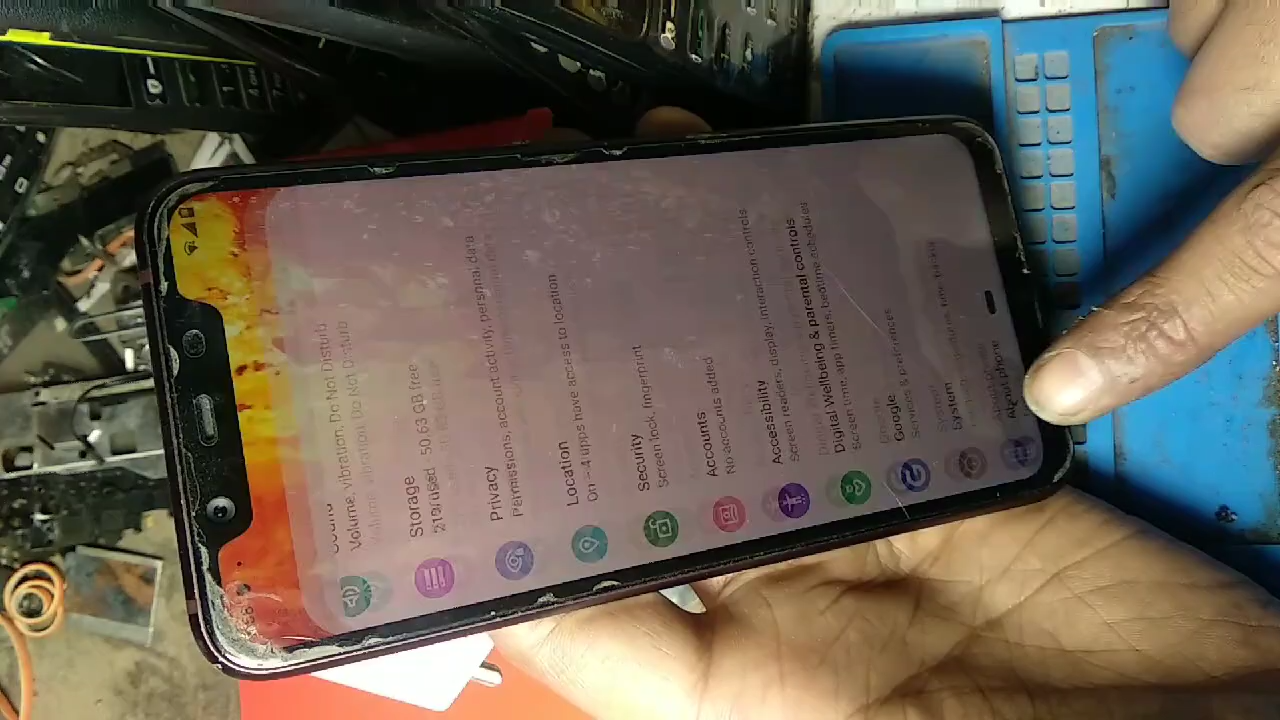 Sound
Volume, vibration, Do Not Disturb
Storage
50.63 GB free
Privacy
Permissions, account activity, personal data
Location
On – 4 apps have access to location
Security
Screen lock, fingerprint
Accounts
No accounts added
Accessibility
Screen readers, display, interaction controls
Digital Wellbeing & parental controls
Screen time, app timers, bedtime schedules
Google
Services & preferences
System
About phone